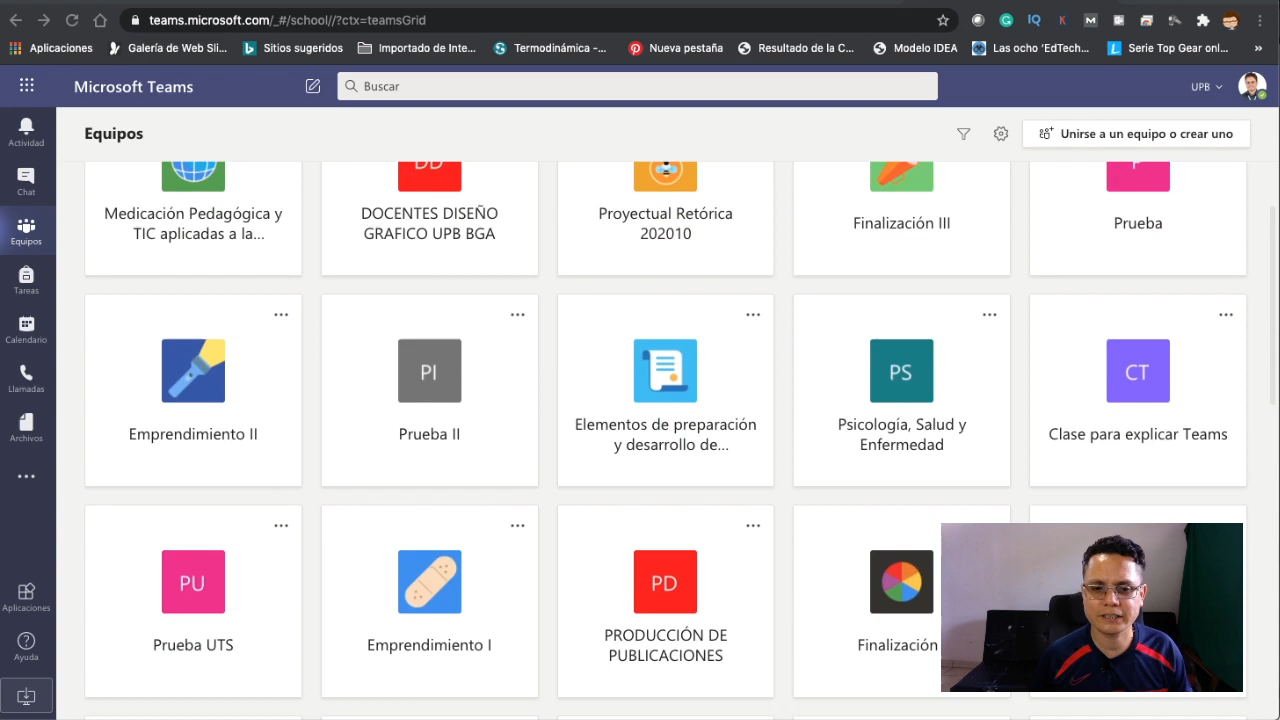 teams.microsoft.com/_#/school//?ctx=teamsGrid
Aplicaciones
Galería de Web Sli...
Sitios sugeridos
Importado de Inte...
Termodinámica -...
Nueva pestaña
Resultado de la C...
Modelo IDEA
Las ocho 'EdTech...
Serie Top Gear onl...
Microsoft Teams
Buscar
UPB
Actividad
Chat
Equipos
Tareas
Calendario
Llamadas
Archivos
Aplicaciones
Ayuda
Equipos
Unirse a un equipo o crear uno
Medicación Pedagógica y
TIC aplicadas a la...
DD
DOCENTES DISEÑO
GRAFICO UPB BGA
Proyectual Retórica
202010
Finalización III
P
Prueba
Emprendimiento II
PI
Prueba II
Elementos de preparación
y desarrollo de...
PS
Psicología, Salud y
Enfermedad
CT
Clase para explicar Teams
PU
Prueba UTS
Emprendimiento I
PD
PRODUCCIÓN DE
PUBLICACIONES
Finalización